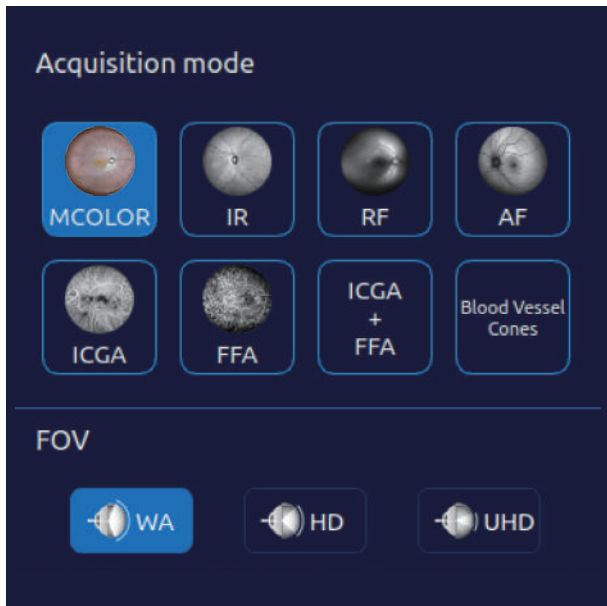 Acquisition mode
MCOLOR
IR
RF
AF
ICGA
FFA
ICGA
+
FFA
Blood Vessel
Cones
FOV
WA
HD
UHD